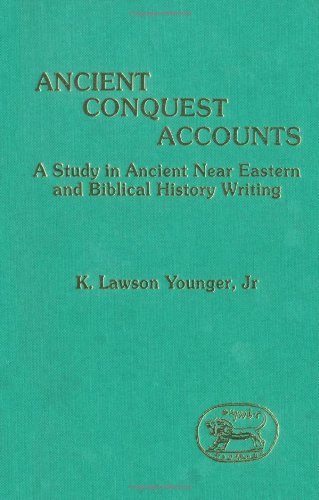 ANCIENT
CONQUEST
ACCOUNTS
A Study in Ancient Near Eastern
and Biblical History Writing
K. Lawson Younger, Jr